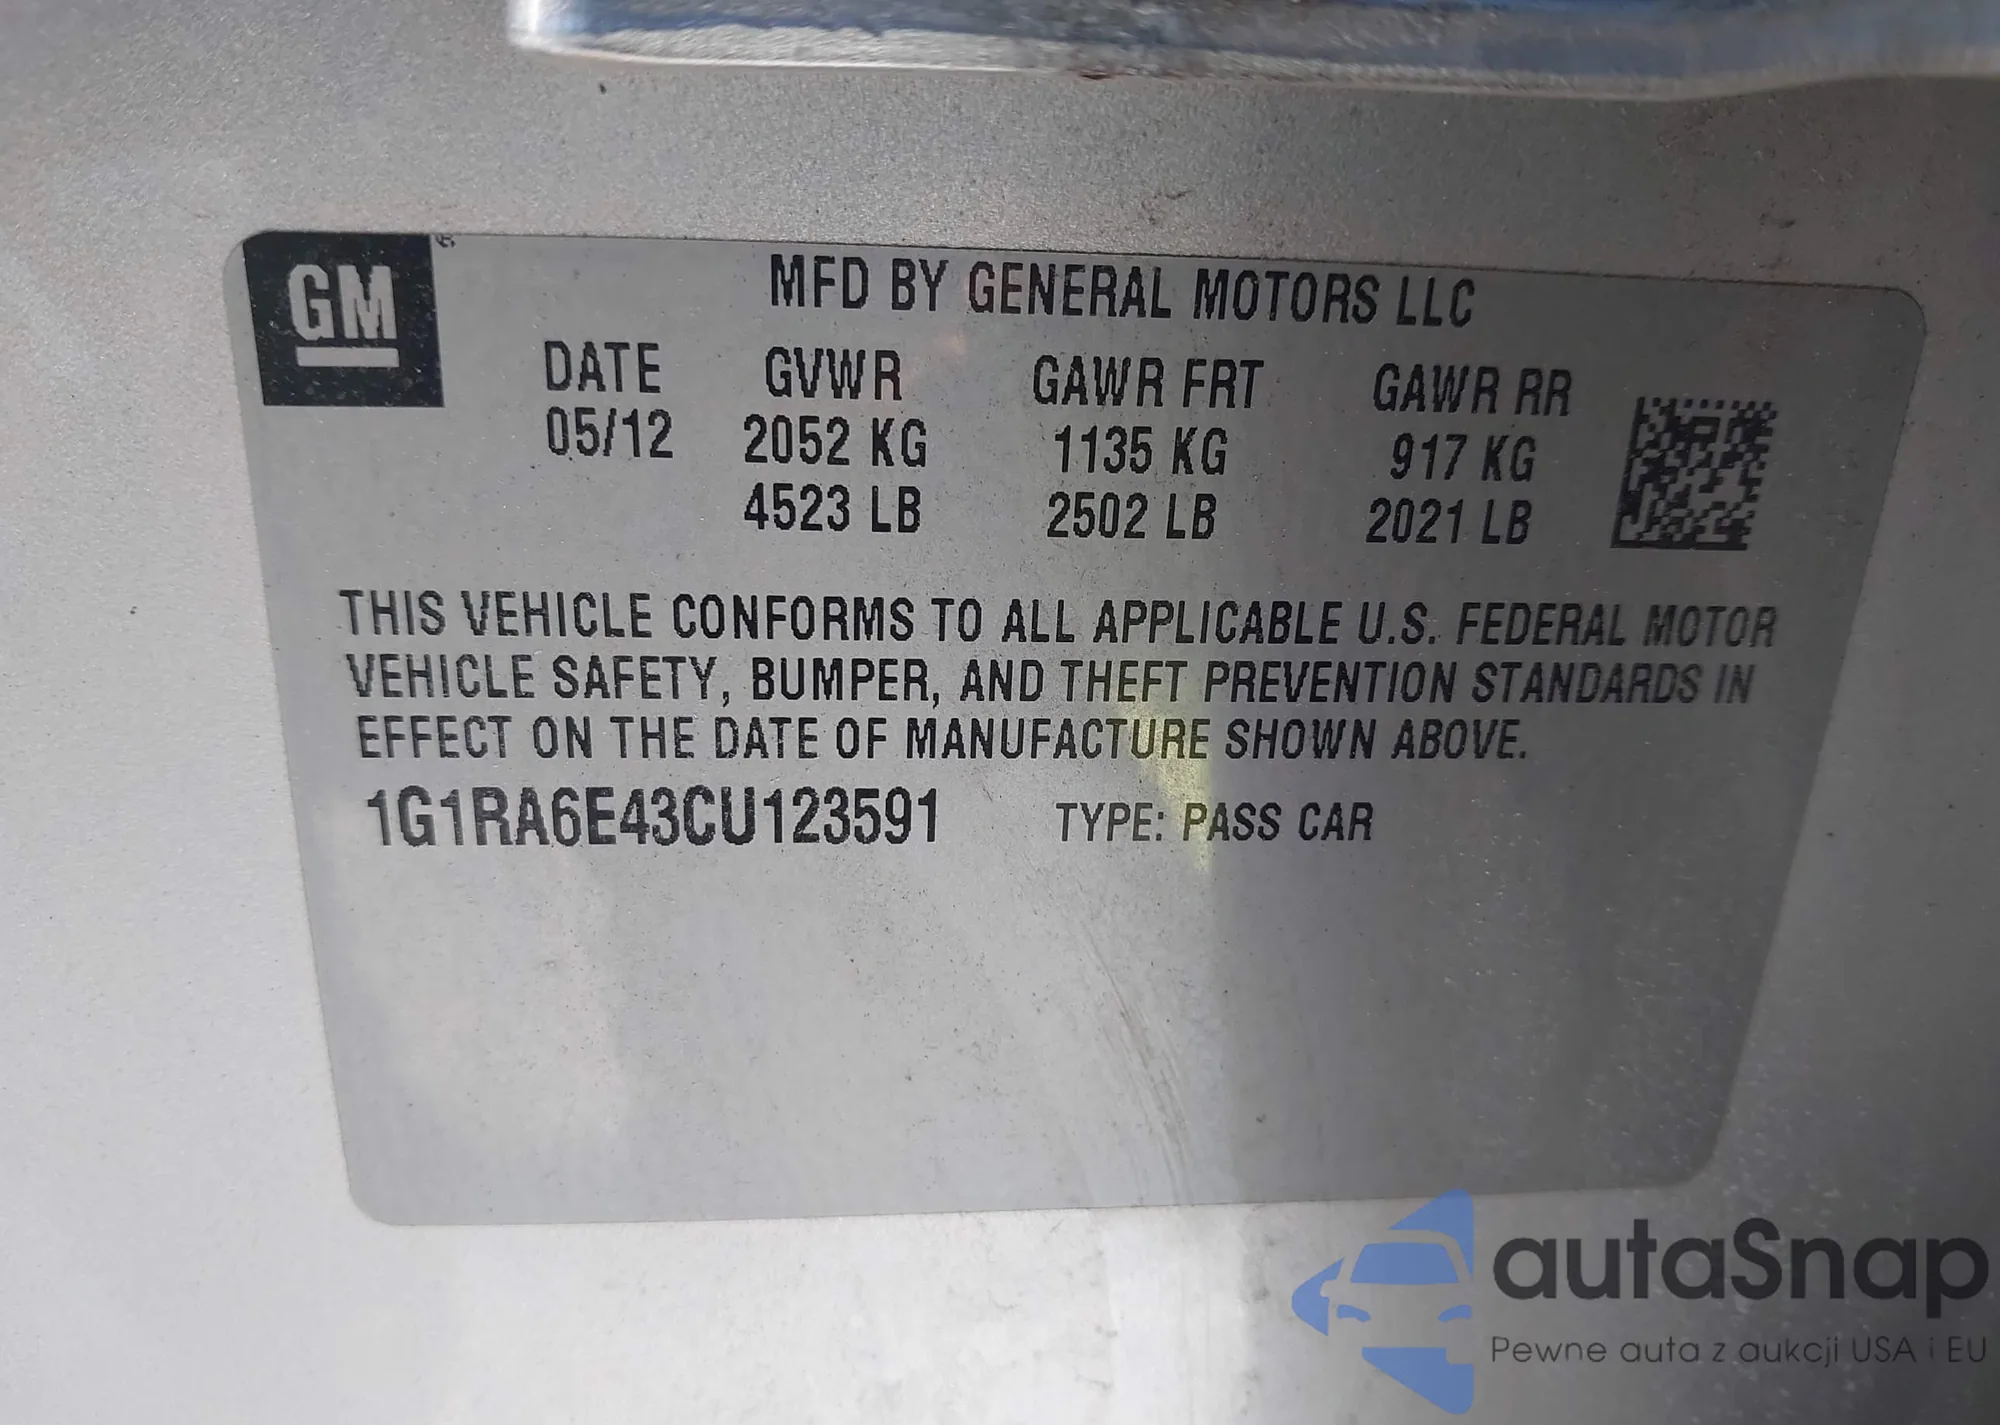 GM
MFD BY GENERAL MOTORS LLC
DATE GVWR GAWR FRT GAWR RR
05/12 2052 KG 1135 KG 917 KG
4523 LB 2502 LB 2021 LB
THIS VEHICLE CONFORMS TO ALL APPLICABLE U.S. FEDERAL MOTOR
VEHICLE SAFETY, BUMPER, AND THEFT PREVENTION STANDARDS IN
EFFECT ON THE DATE OF MANUFACTURE SHOWN ABOVE.
1G1RA6E43CU123591 TYPE: PASS CAR
autaSnap
Pewne auta z aukcji USA i EU